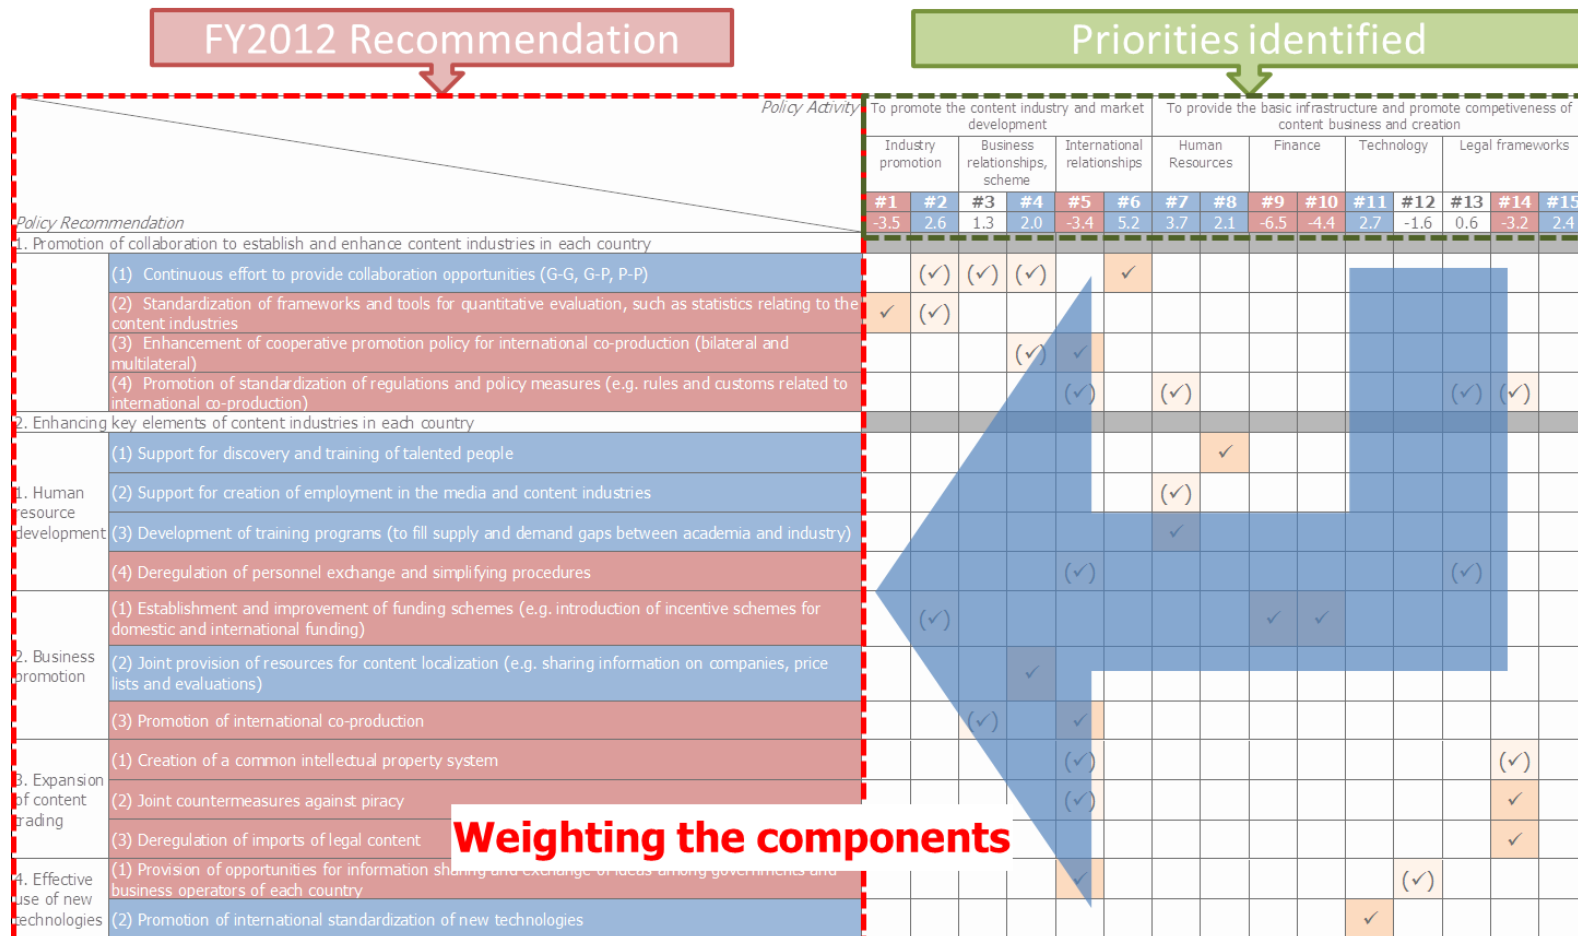 FY2012 Recommendation
Priorities identified
Policy Activity
To promote the content industry and market
development
To provide the basic infrastructure and promote competiveness of
content business and creation
Industry
promotion
Business
relationships,
scheme
International
relationships
Human
Resources
Finance
Technology
Legal frameworks
#1 #2 #3 #4 #5 #6 #7 #8 #9 #10 #11 #12 #13 #14 #15
Policy Recommendation
-3.5 2.6 1.3 2.0 -3.4 5.2 3.7 2.1 -6.5 -4.4 2.7 -1.6 0.6 -3.2 2.4
1. Promotion of collaboration to establish and enhance content industries in each country
(1) Continuous effort to provide collaboration opportunities (G-G, G-P, P-P)
(✓) (✓) (✓) ✓
(2) Standardization of frameworks and tools for quantitative evaluation, such as statistics relating to the
content industries
✓ (✓)
(3) Enhancement of cooperative promotion policy for international co-production (bilateral and
multilateral)
(✓) ✓
(4) Promotion of standardization of regulations and policy measures (e.g. rules and customs related to
international co-production)
(✓) (✓) (✓) (✓)
2. Enhancing key elements of content industries in each country
1. Human
resource
development
(1) Support for discovery and training of talented people
✓
(2) Support for creation of employment in the media and content industries
(✓)
(3) Development of training programs (to fill supply and demand gaps between academia and industry)
✓
(4) Deregulation of personnel exchange and simplifying procedures
(✓) (✓)
2. Business
promotion
(1) Establishment and improvement of funding schemes (e.g. introduction of incentive schemes for
domestic and international funding)
(✓) ✓ ✓
(2) Joint provision of resources for content localization (e.g. sharing information on companies, price
lists and evaluations)
✓
(3) Promotion of international co-production
(✓) ✓
3. Expansion
of content
trading
(1) Creation of a common intellectual property system
(✓) (✓)
(2) Joint countermeasures against piracy
(✓) ✓
(3) Deregulation of imports of legal content
✓
Weighting the components
4. Effective
use of new
technologies
(1) Provision of opportunities for information sharing and exchange of ideas among governments and
business operators of each country
✓ (✓)
(2) Promotion of international standardization of new technologies
✓